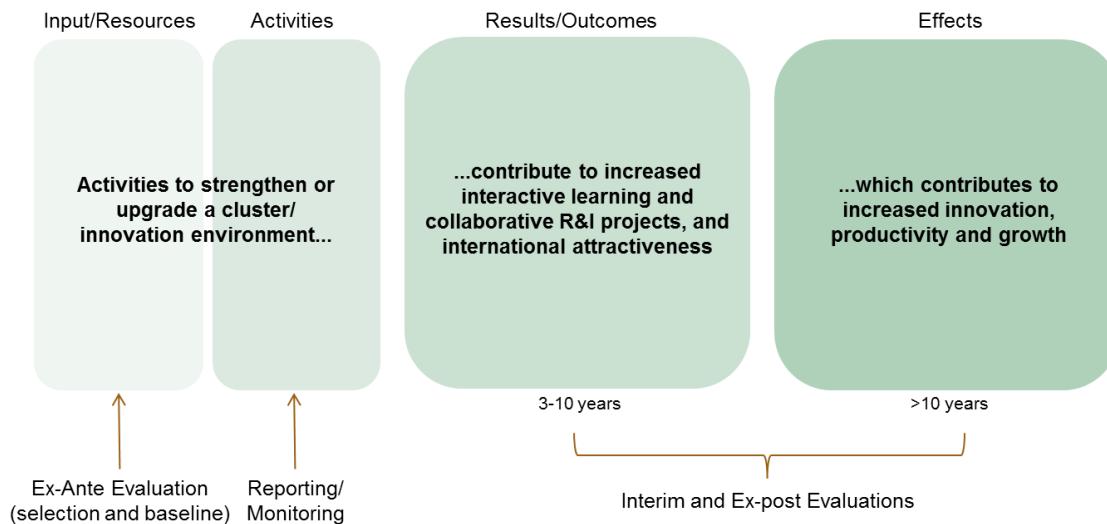 Input/Resources
Activities
Results/Outcomes
Effects
Activities to strengthen or
upgrade a cluster/
innovation environment...
...contribute to increased
interactive learning and
collaborative R&I projects, and
international attractiveness
...which contributes to
increased innovation,
productivity and growth
3-10 years
>10 years
Ex-Ante Evaluation
(selection and baseline)
Reporting/
Monitoring
Interim and Ex-post Evaluations